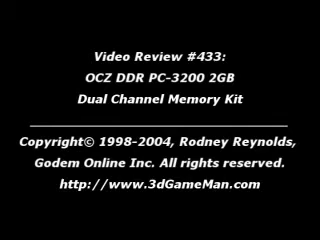 Video Review #433:
OCZ DDR PC-3200 2GB
Dual Channel Memory Kit
Copyright© 1998-2004, Rodney Reynolds,
Godem Online Inc. All rights reserved.
http://www.3dGameMan.com